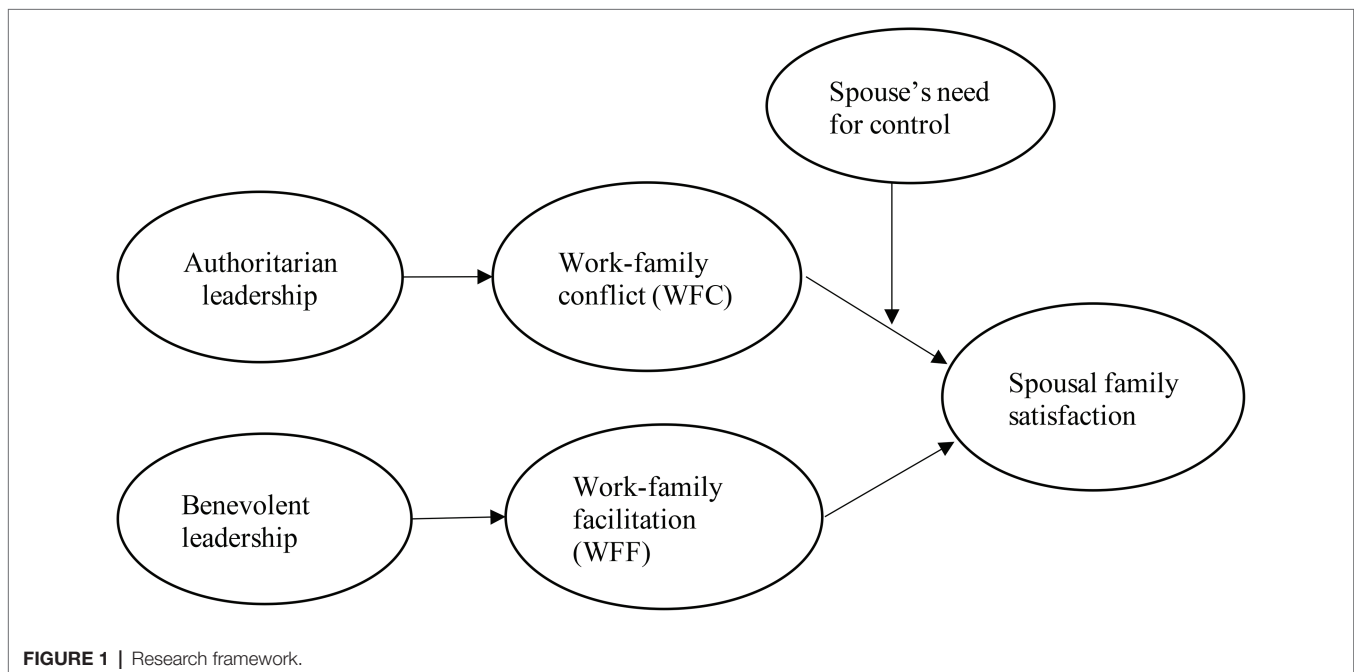 Spouse's need
for control
Authoritarian
leadership
Work-family
conflict (WFC)
Spousal family
satisfaction
Benevolent
leadership
Work-family
facilitation
(WFF)
FIGURE 1 | Research framework.